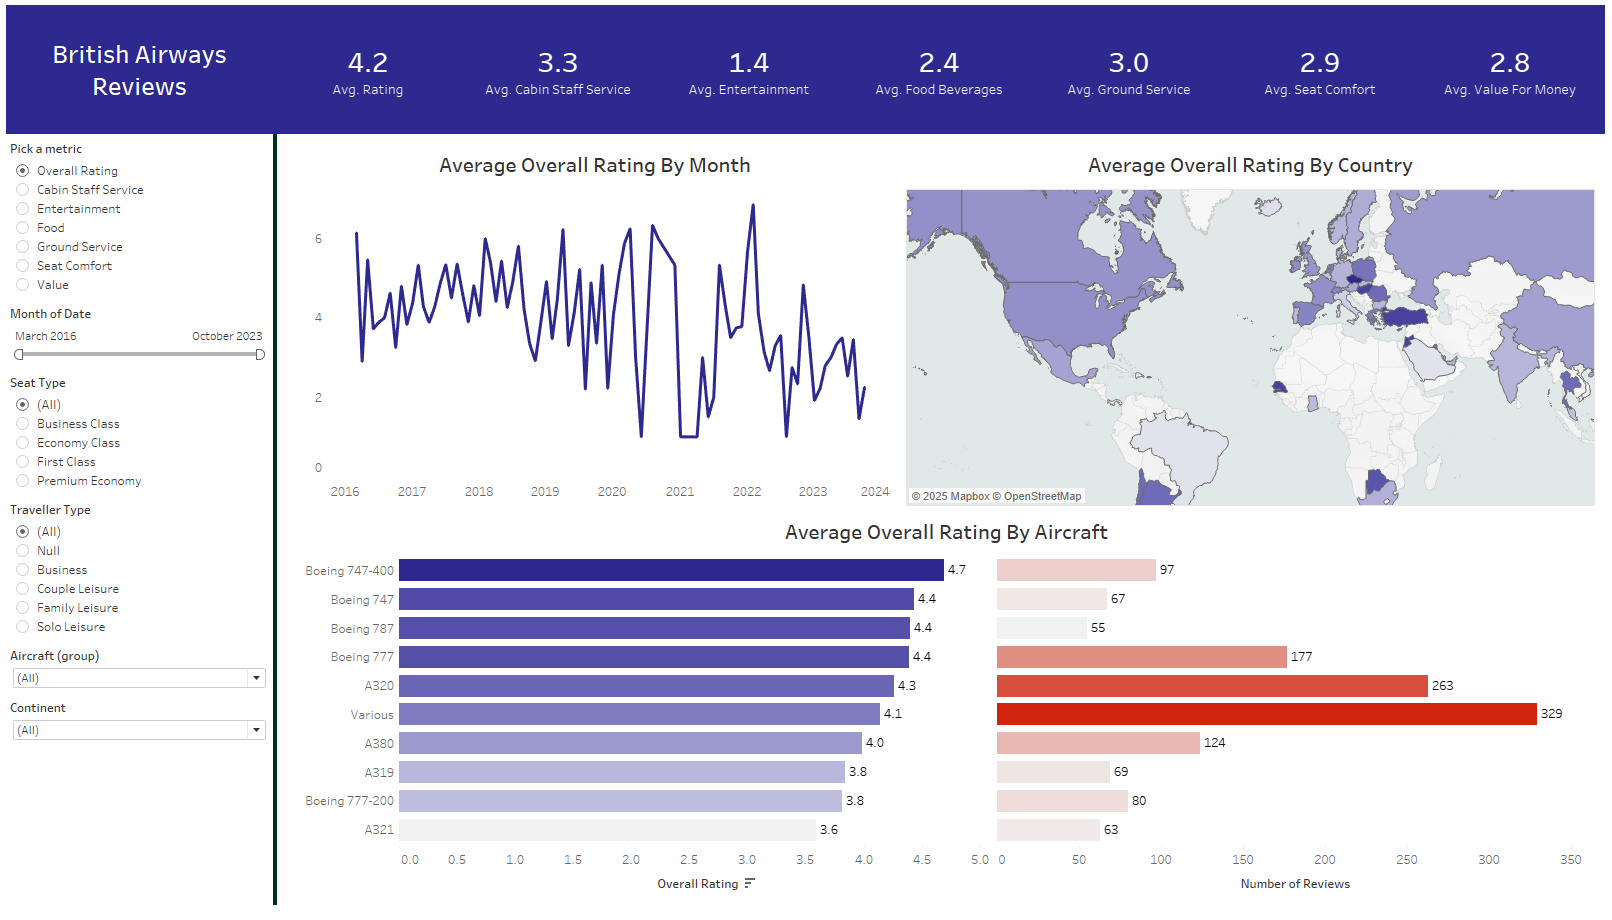 British Airways
Reviews
4.2
Avg. Rating
3.3
Avg. Cabin Staff Service
1.4
Avg. Entertainment
2.4
Avg. Food Beverages
3.0
Avg. Ground Service
2.9
Avg. Seat Comfort
2.8
Avg. Value For Money
Pick a metric
Overall Rating
Cabin Staff Service
Entertainment
Food
Ground Service
Seat Comfort
Value
Month of Date
March 2016 October 2023
Seat Type
(All)
Business Class
Economy Class
First Class
Premium Economy
Traveller Type
(All)
Null
Business
Couple Leisure
Family Leisure
Solo Leisure
Aircraft (group)
(All)
Continent
(All)
Average Overall Rating By Month
6
4
2
0
2016 2017 2018 2019 2020 2021 2022 2023 2024
Average Overall Rating By Country
© 2025 Mapbox © OpenStreetMap
Average Overall Rating By Aircraft
Boeing 747-400 4.7 97
Boeing 747 4.4 67
Boeing 787 4.4 55
Boeing 777 4.4 177
A320 4.3 263
Various 4.1 329
A380 4.0 124
A319 3.8 69
Boeing 777-200 3.8 80
A321 3.6 63
0.0 0.5 1.0 1.5 2.0 2.5 3.0 3.5 4.0 4.5 5.0 0 50 100 150 200 250 300 350
Overall Rating Number of Reviews